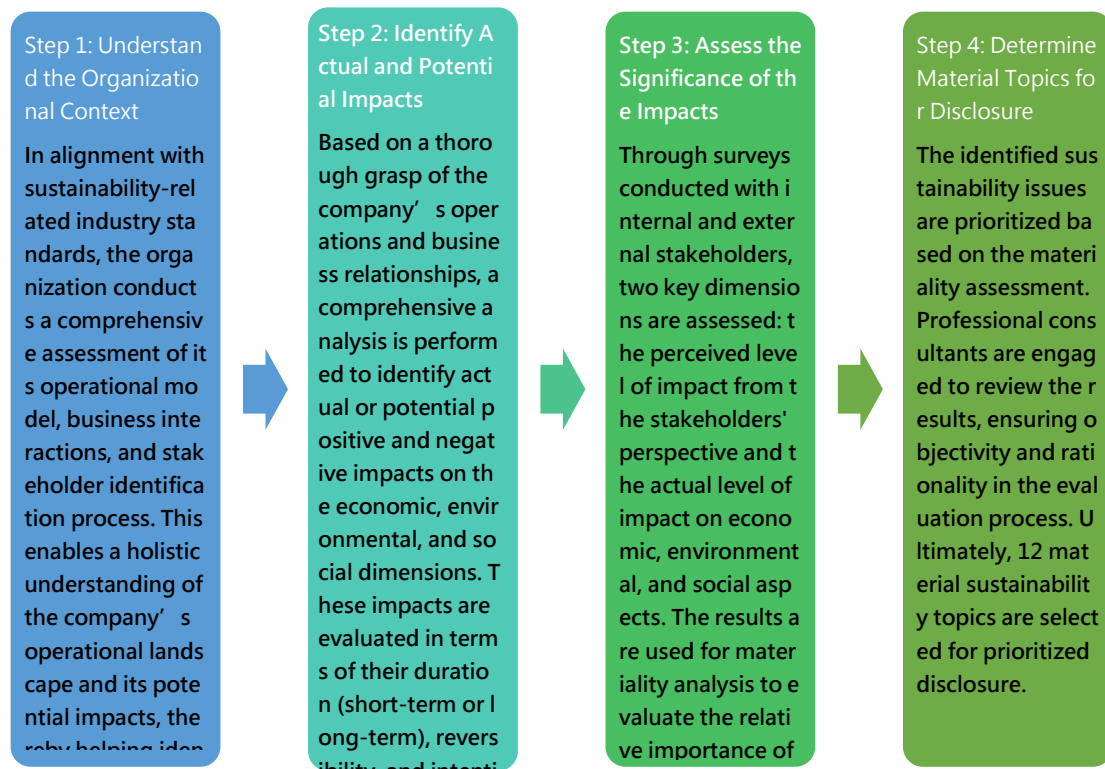 Step 1: Understan
d the Organizatio
nal Context
In alignment with
sustainability-rel
ated industry sta
ndards, the orga
nization conduct
s a comprehensiv
e assessment of it
s operational mo
del, business inte
ractions, and stak
eholder identifica
tion process. This
enables a holistic
understanding of
the company’s
operational lands
cape and its pote
ntial impacts, the
reby helping iden
Step 2: Identify A
ctual and Potenti
al Impacts
Based on a thoro
ugh grasp of the
company’s oper
ations and busine
ss relationships, a
comprehensive a
nalysis is perform
ed to identify act
ual or potential p
ositive and negat
ive impacts on th
e economic, envir
onmental, and so
cial dimensions. T
hese impacts are
evaluated in term
s of their duratio
n (short-term or l
ong-term), revers
ibility, and intenti
Step 3: Assess the
Significance of th
e Impacts
Through surveys
conducted with i
nternal and exter
nal stakeholders,
two key dimensio
ns are assessed: t
he perceived leve
l of impact from t
he stakeholders'
perspective and t
he actual level of
impact on econo
mic, environment
al, and social asp
ects. The results a
re used for mater
iality analysis to e
valuate the relati
ve importance of
Step 4: Determine
Material Topics fo
r Disclosure
The identified sus
tainability issues
are prioritized ba
sed on the materi
ality assessment.
Professional cons
ultants are engag
ed to review the r
esults, ensuring o
bjectivity and rati
onality in the eval
uation process. U
ltimately, 12 mat
erial sustainabilit
y topics are select
ed for prioritized
disclosure.